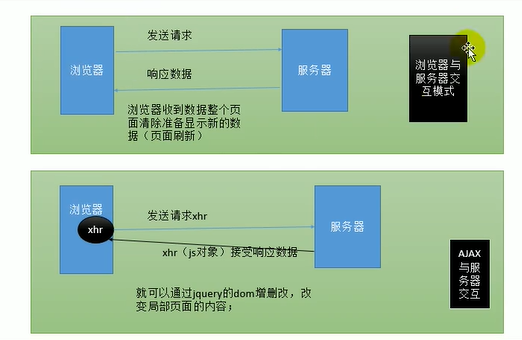 发送请求
浏览器
服务器
响应数据
浏览器收到数据整个页
面清除准备显示新的数
据（页面刷新）
浏览器与
服务器交
互模式
浏览器
xhr
发送请求xhr
服务器
xhr（js对象）接受响应数据
就可以通过jquery的dom增删改，改
变局部页面的内容；
AJAX
与服
务器
交互